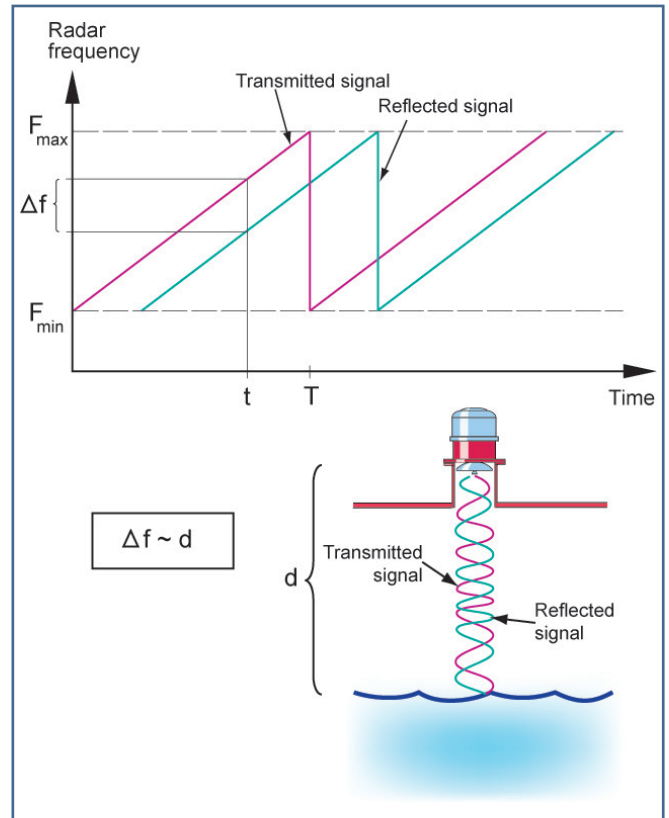 Radar
frequency
Transmitted signal
Reflected signal
Fmax
Δf
Fmin
t
T
Time
Δf ~ d
d
Transmitted
signal
Reflected
signal